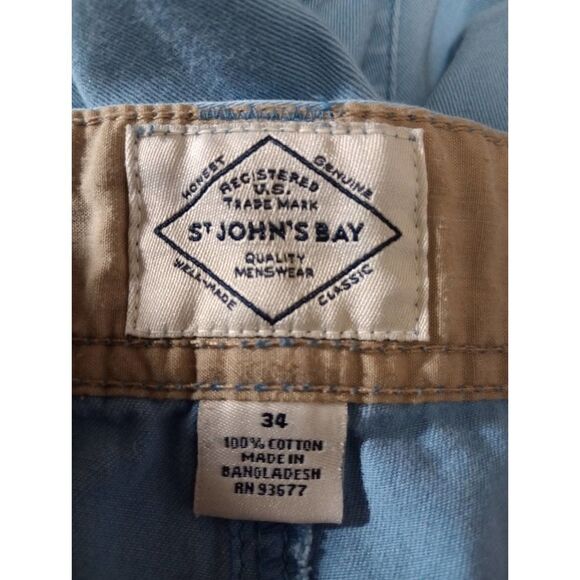 HONEST
GENUINE
REGISTERED
U.S.
TRADE MARK
ST JOHN'S BAY
QUALITY
MENSWEAR
WELL-MADE
CLASSIC
34
100% COTTON
MADE IN
BANGLADESH
RN 93677